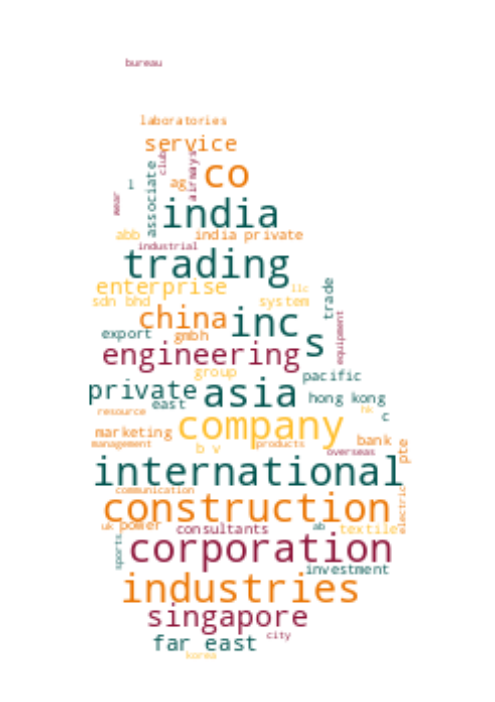 bureau
laboratories
service
club
airways
co
associate
l
ag
wear
india
abb
india private
industrial
trading
enterprise
llc
trade
sdn bhd
system
china
inc
s
equipment
export
gmbh
engineering
group
pacific
private
asia
hong kong
east
resource
hk
c
company
marketing
bank
management
b v
products
overseas
pte
international
communication
electric
construction
uk
power
consultants
ab
textile
sports
corporation
investment
industries
singapore
city
far east
korea